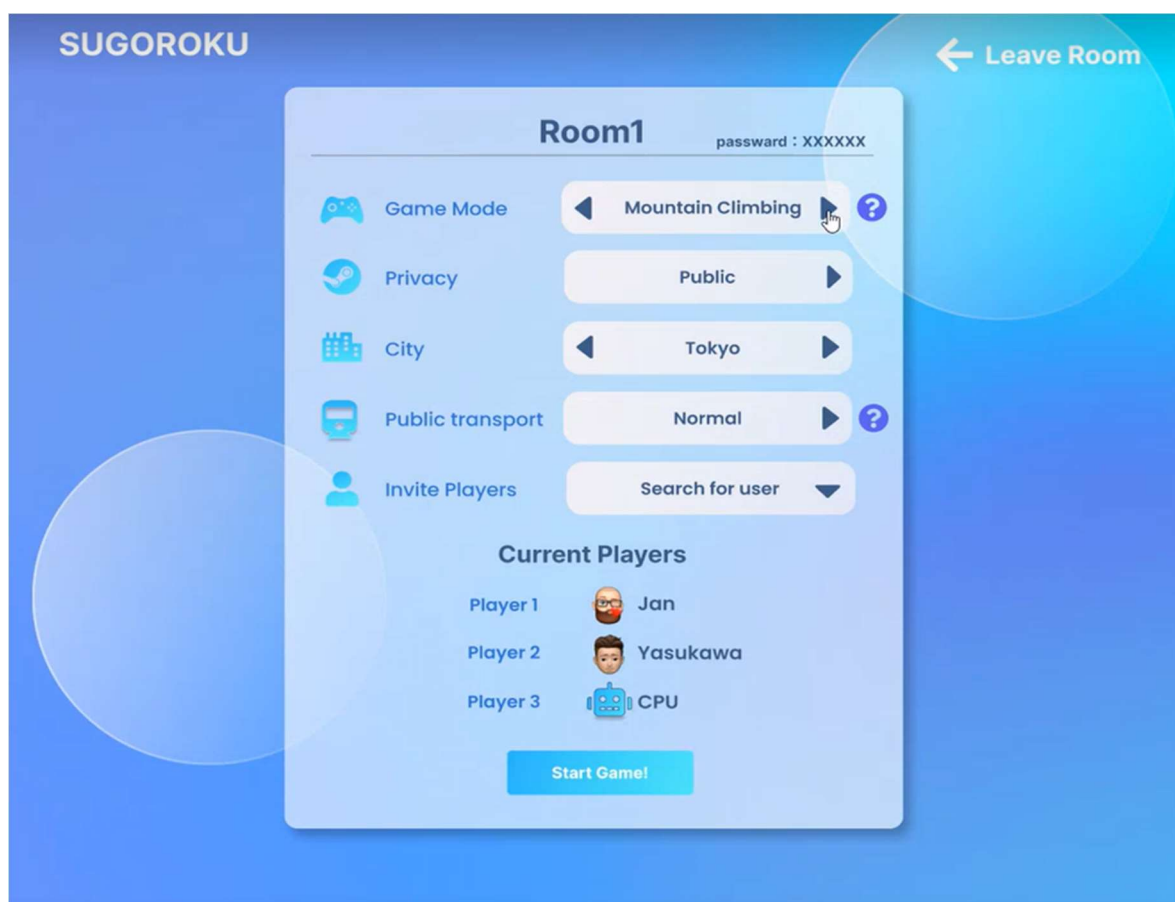 SUGOROKU
Leave Room
Room1
passward : XXXXXX
Game Mode
Mountain Climbing
?
Privacy
Public
City
Tokyo
Public transport
Normal
?
Invite Players
Search for user
Current Players
Player 1 Jan
Player 2 Yasukawa
Player 3 CPU
Start Game!